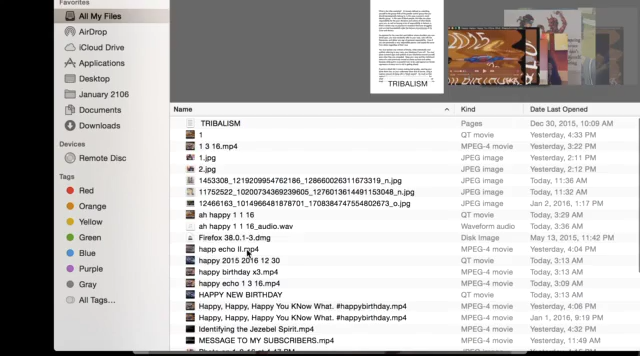 Favorites
All My Files
AirDrop
iCloud Drive
Applications
Desktop
January 2106
Documents
Downloads
Devices
Remote Disc
Tags
Red
Orange
Yellow
Green
Blue
Purple
Gray
All Tags...
TRIBALISM
Name Kind Date Last Opened
TRIBALISM Pages Dec 30, 2015, 10:09 AM
1 QT movie Yesterday, 4:33 PM
1 3 16.mp4 MPEG-4 movie Yesterday, 3:22 PM
1.jpg JPEG image Yesterday, 2:11 PM
2.jpg JPEG image Yesterday, 2:12 PM
1453308_1219209954762186_128660026311673319_n.jpg JPEG image Today, 11:36 AM
11752522_10200734369239605_1276013614491153048_n.jpg JPEG image Today, 11:32 AM
12466163_1014966481878701_1708384747554802673_o.jpg JPEG image Jan 2, 2016, 1:17 PM
ah happy 1 1 16 QT movie Today, 3:29 AM
ah happy 1 1 16_audio.wav Waveform audio Today, 3:36 AM
Firefox 38.0.1-3.dmg Disk Image May 13, 2015, 11:42 PM
happ echo II.mp4 MPEG-4 movie Yesterday, 4:04 PM
happy 2015 2016 12 30 QT movie Today, 3:13 AM
happy birthday x3.mp4 MPEG-4 movie Today, 3:13 AM
happy echo 1 3 16.mp4 MPEG-4 movie Today, 3:13 AM
HAPPY NEW BIRTHDAY QT movie Today, 3:13 AM
Happy, Happy, Happy You KNow What. #happybirthday.mp4 MPEG-4 movie Yesterday, 4:06 PM
Happy, Happy, Happy You KNow What. #happybirthday.mp4 MPEG-4 movie Jan 1, 2016, 9:19 PM
Identifying the Jezebel Spirit.mp4 MPEG-4 movie Yesterday, 4:58 PM
MESSAGE TO MY SUBSCRIBERS.mp4 MPEG-4 movie Yesterday, 11:49 AM